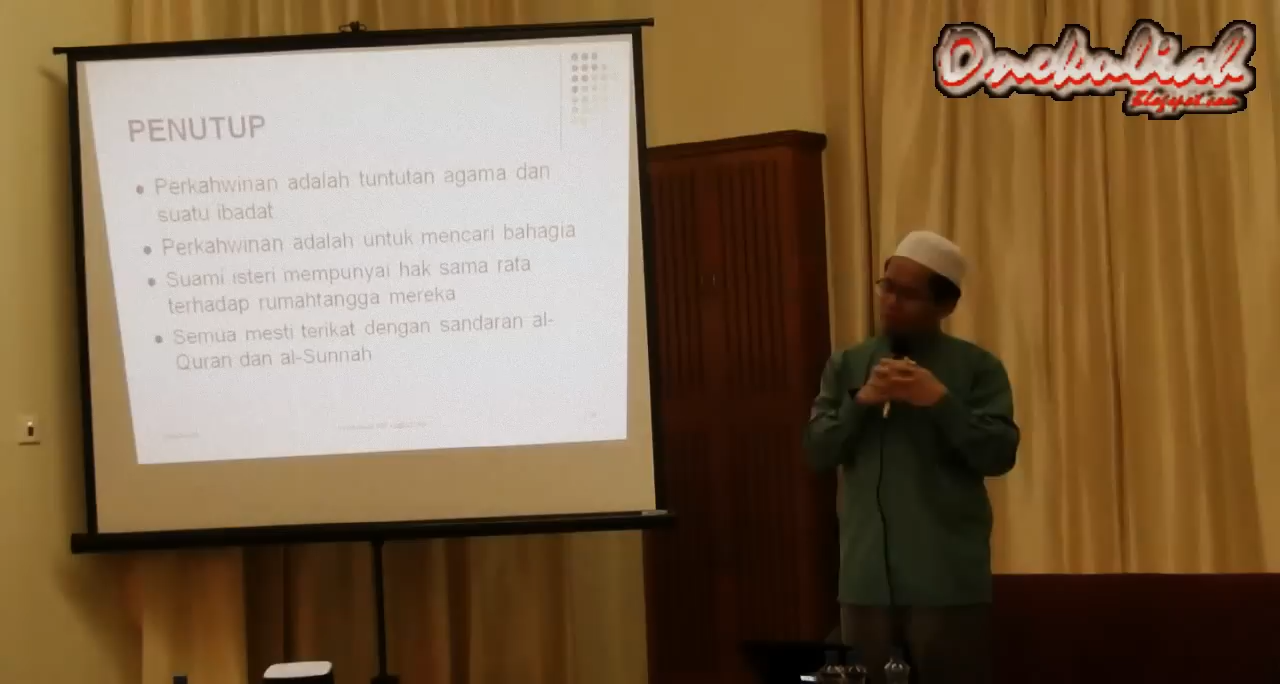 Onekuliah
Blogspot.com
PENUTUP
Perkahwinan adalah tuntutan agama dan
suatu ibadat
Perkahwinan adalah untuk mencari bahagia
Suami isteri mempunyai hak sama rata
terhadap rumahtangga mereka
Semua mesti terikat dengan sandaran al-
Quran dan al-Sunnah